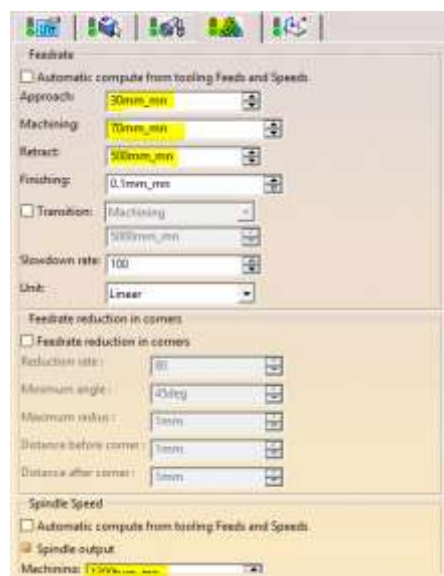 Feedrate
Automatic compute from tooling Feeds and Speeds
Approach: 30mm_mn
Machining: 70mm_mn
Retract: 500mm_mn
Finishing: 0.1mm_mn
Transition: Machining
5000mm_mn
Slowdown rate: 100
Unit: Linear
Feedrate reduction in corners
Feedrate reduction in corners
Reduction rate : 80
Minimum angle : 45deg
Maximum radius : 1mm
Distance before corner : 1mm
Distance after corner : 1mm
Spindle Speed
Automatic compute from tooling Feeds and Speeds
Spindle output
Machining: